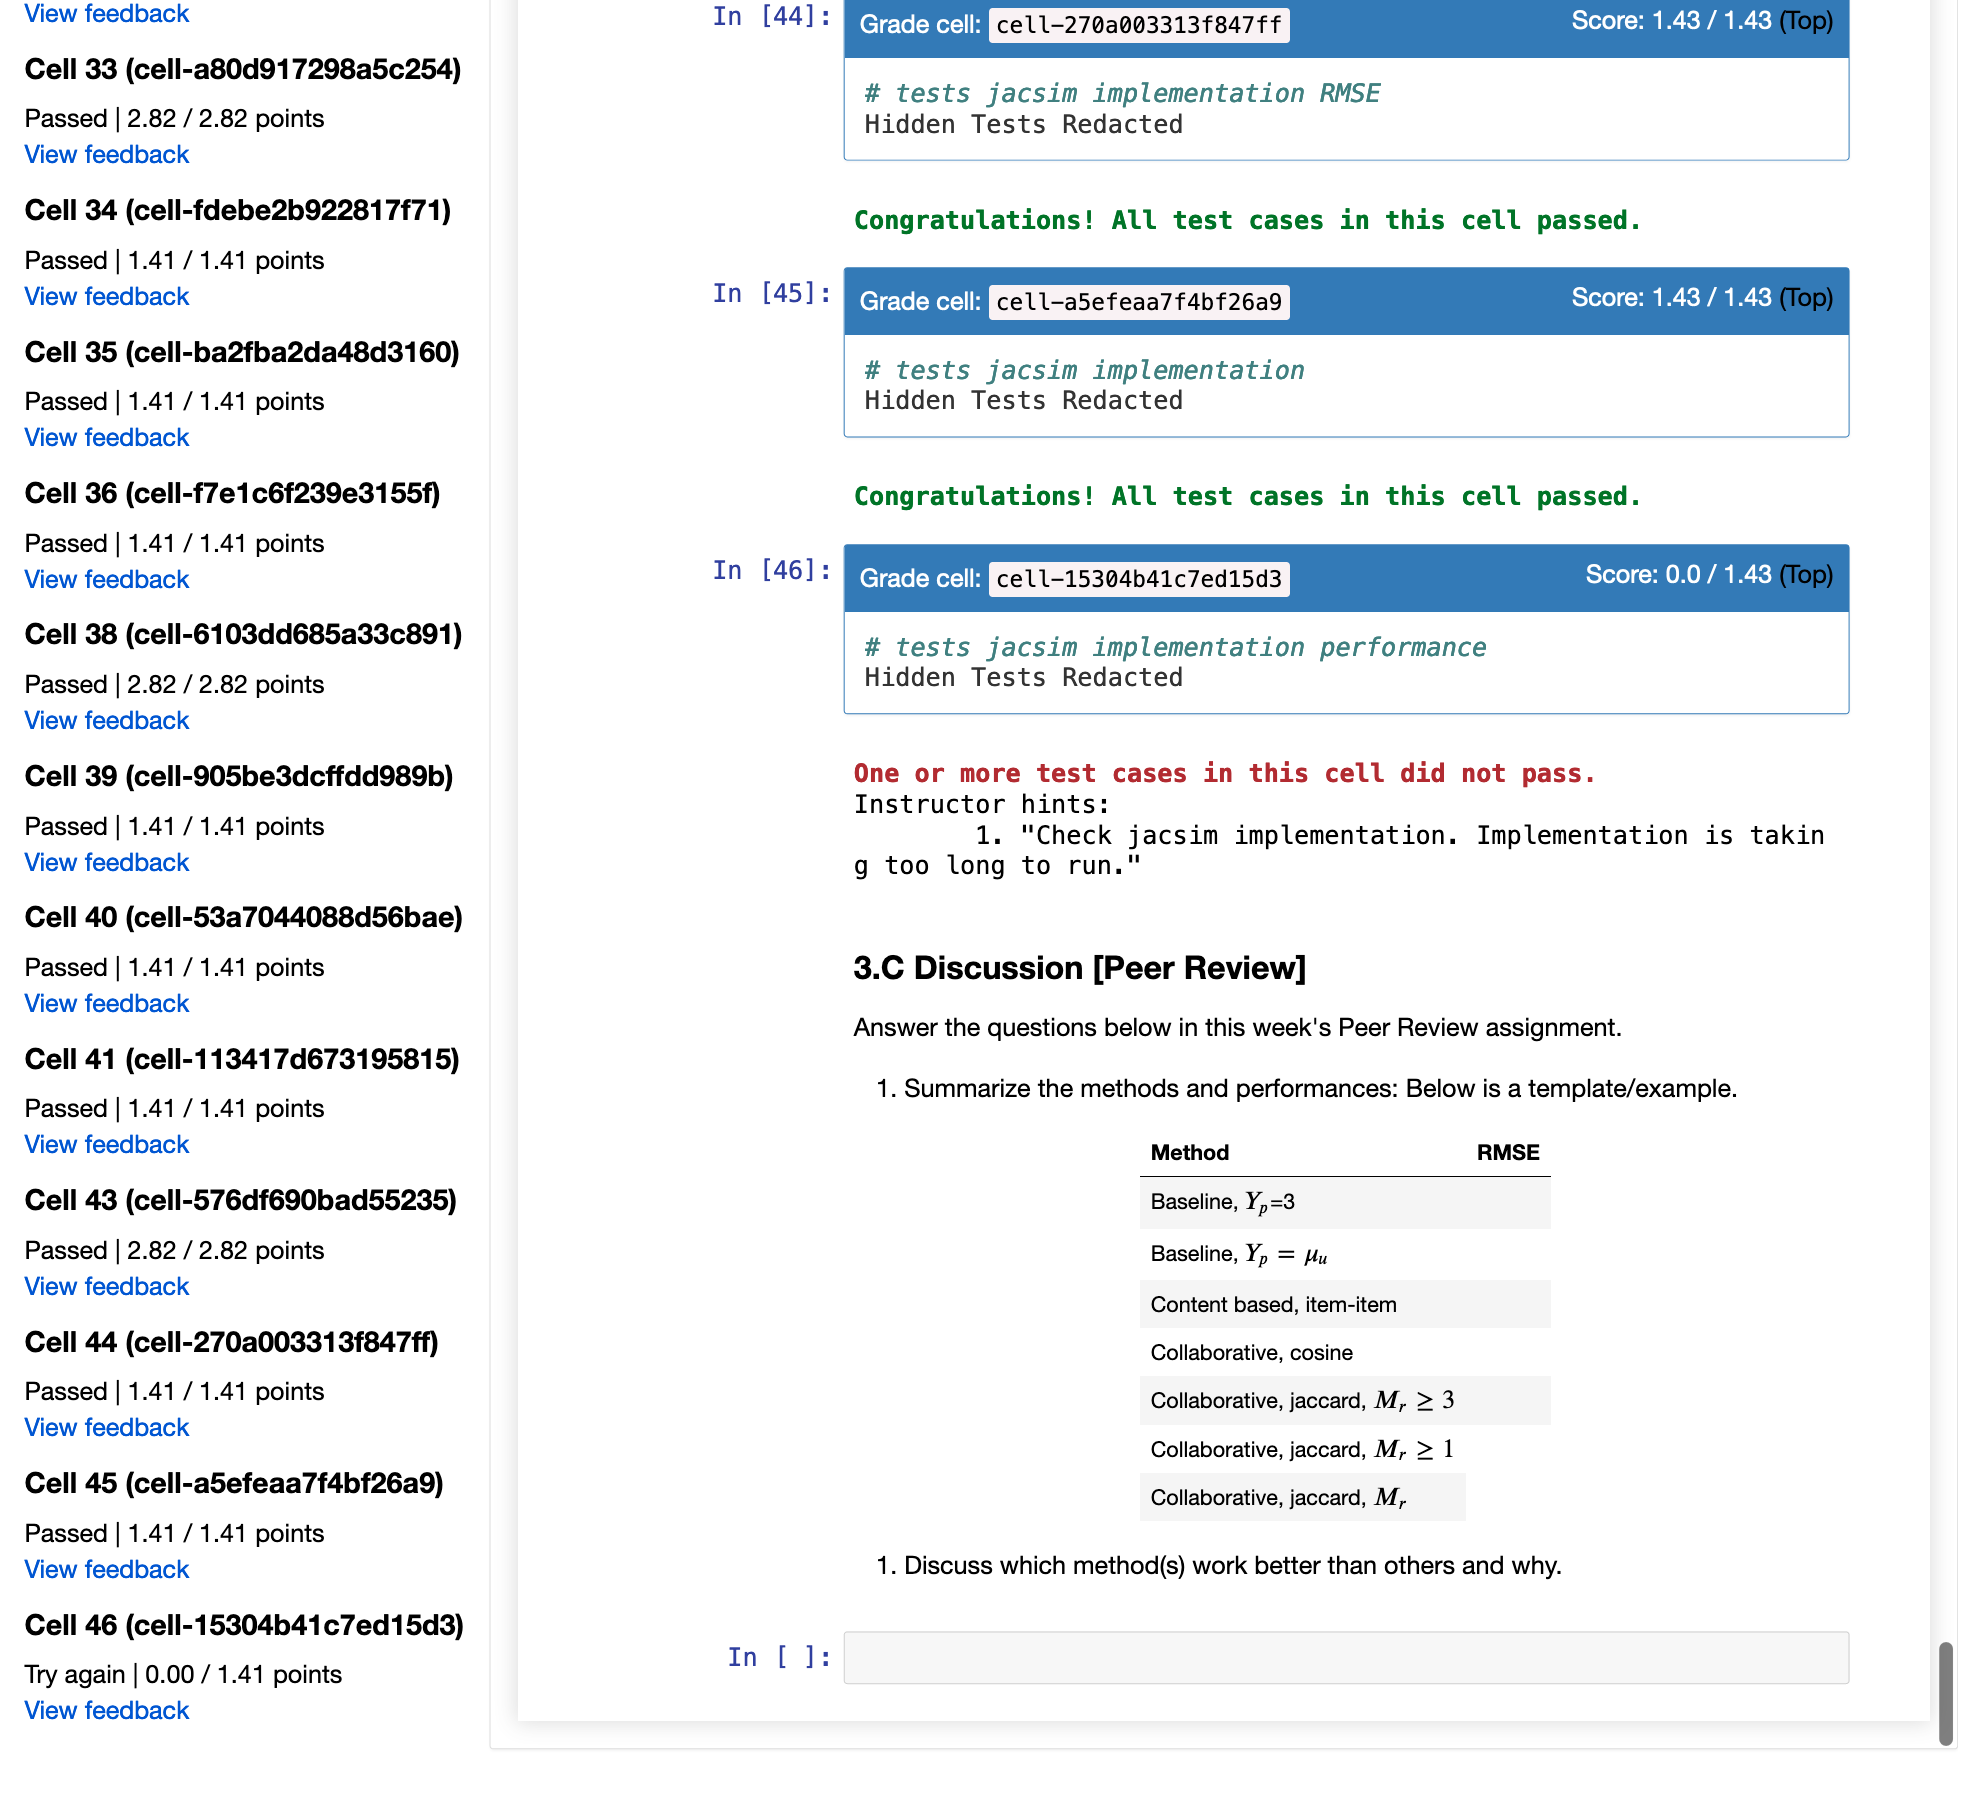 View feedback
Cell 33 (cell-a80d917298a5c254)
Passed | 2.82 / 2.82 points
View feedback
Cell 34 (cell-fdebe2b922817f71)
Passed | 1.41 / 1.41 points
View feedback
Cell 35 (cell-ba2fba2da48d3160)
Passed | 1.41 / 1.41 points
View feedback
Cell 36 (cell-f7e1c6f239e3155f)
Passed | 1.41 / 1.41 points
View feedback
Cell 38 (cell-6103dd685a33c891)
Passed | 2.82 / 2.82 points
View feedback
Cell 39 (cell-905be3dcffdd989b)
Passed | 1.41 / 1.41 points
View feedback
Cell 40 (cell-53a7044088d56bae)
Passed | 1.41 / 1.41 points
View feedback
Cell 41 (cell-113417d673195815)
Passed | 1.41 / 1.41 points
View feedback
Cell 43 (cell-576df690bad55235)
Passed | 2.82 / 2.82 points
View feedback
Cell 44 (cell-270a003313f847ff)
Passed | 1.41 / 1.41 points
View feedback
Cell 45 (cell-a5efeaa7f4bf26a9)
Passed | 1.41 / 1.41 points
View feedback
Cell 46 (cell-15304b41c7ed15d3)
Try again | 0.00 / 1.41 points
View feedback
In [44]: Grade cell: cell-270a003313f847ff Score: 1.43 / 1.43 (Top)
# tests jacsim implementation RMSE
Hidden Tests Redacted
Congratulations! All test cases in this cell passed.
In [45]: Grade cell: cell-a5efeaa7f4bf26a9 Score: 1.43 / 1.43 (Top)
# tests jacsim implementation
Hidden Tests Redacted
Congratulations! All test cases in this cell passed.
In [46]: Grade cell: cell-15304b41c7ed15d3 Score: 0.0 / 1.43 (Top)
# tests jacsim implementation performance
Hidden Tests Redacted
One or more test cases in this cell did not pass.
Instructor hints:
1. "Check jacsim implementation. Implementation is takin
g too long to run."
3.C Discussion [Peer Review]
Answer the questions below in this week's Peer Review assignment.
1. Summarize the methods and performances: Below is a template/example.
Method RMSE
Baseline, Yp=3
Baseline, Yp = μu
Content based, item-item
Collaborative, cosine
Collaborative, jaccard, Mr ≥ 3
Collaborative, jaccard, Mr ≥ 1
Collaborative, jaccard, Mr
1. Discuss which method(s) work better than others and why.
In [ ]: